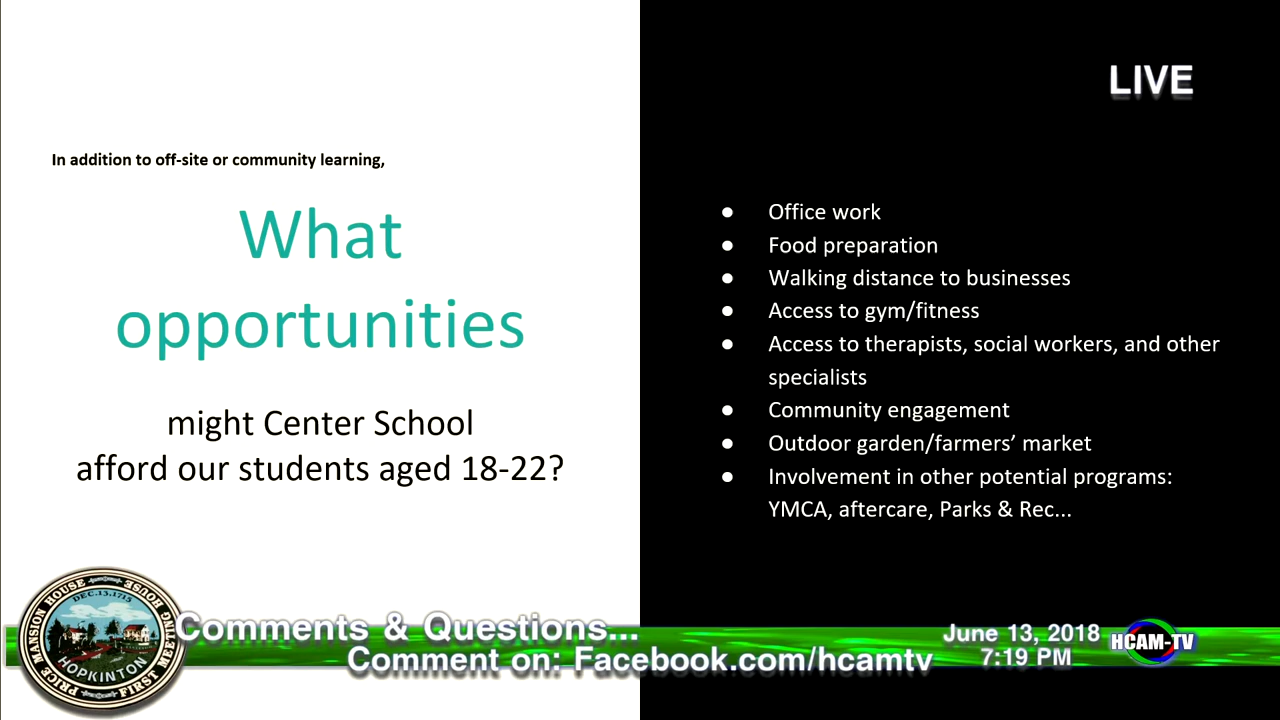 LIVE
In addition to off-site or community learning,
What
opportunities
might Center School
afford our students aged 18-22?
● Office work
● Food preparation
● Walking distance to businesses
● Access to gym/fitness
● Access to therapists, social workers, and other
specialists
● Community engagement
● Outdoor garden/farmers’ market
● Involvement in other potential programs:
YMCA, aftercare, Parks & Rec...
PRICE MANSION HOUSE
HOUSE MEETING FIRST
DEC.13.1715
HOPKINTON
Comments & Questions...
Comment on: Facebook.com/hcamtv
June 13, 2018
7:19 PM
HCAM-TV